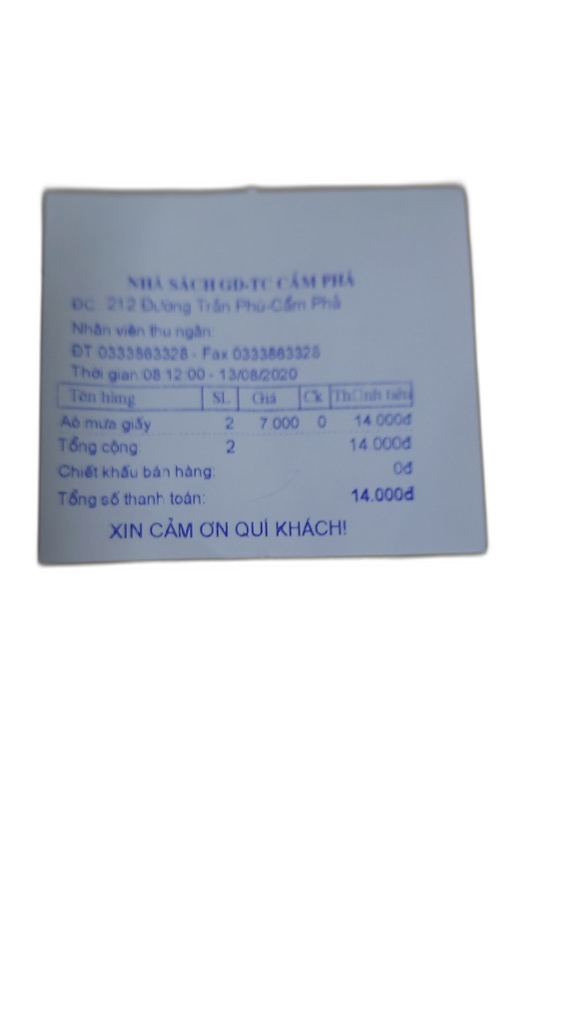 NHÀ SÁCH GD-TC CẨM PHẢ
ĐC: 212 Đường Trần Phú-Cẩm Phả
Nhân viên thu ngân:
ĐT 0333863328 - Fax 0333863328
Thời gian 08:12:00 - 13/08/2020
Tên hàng SL Giá Ck Th□nh tiền
Aó mưa giấy 2 7.000 0 14.000đ
Tổng cộng: 2 14.000đ
Chiết khấu bán hàng: 0đ
Tổng số thanh toán: 14.000đ
XIN CẢM ƠN QUÍ KHÁCH!